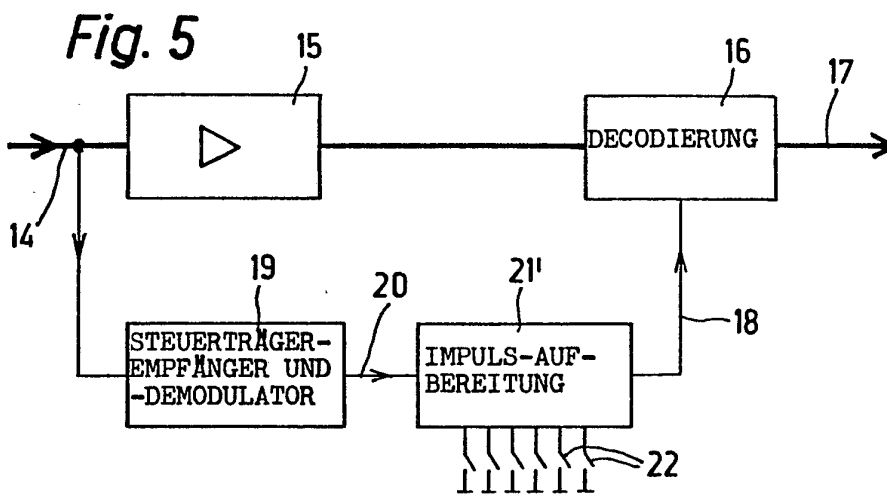 Fig. 5
15
16
17
DECODIERUNG
14
19
20
21'
18
STEUERTRÄGER-
EMPFÄNGER UND
-DEMODULATOR
IMPULS-AUF-
BEREITUNG
22